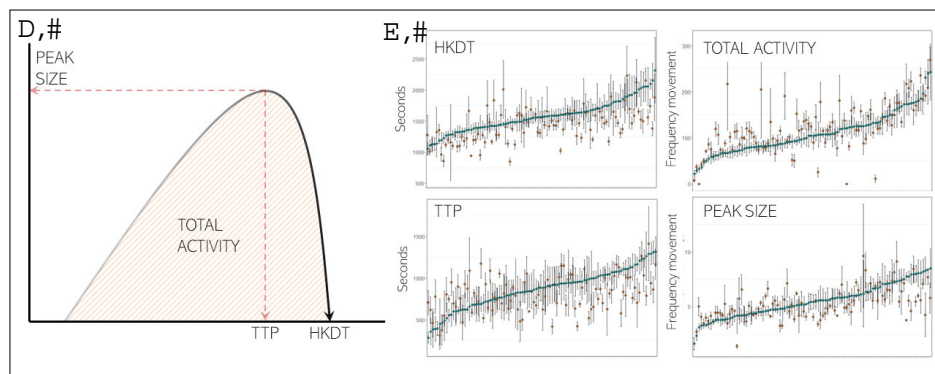 D,#
PEAK
SIZE
TOTAL
ACTIVITY
TTP
HKDT
E,#
HKDT
Seconds
2500
2000
1500
1000
500
TOTAL ACTIVITY
Frequency movement
300
200
100
0
TTP
Seconds
1500
1000
500
PEAK SIZE
Frequency movement
10
5